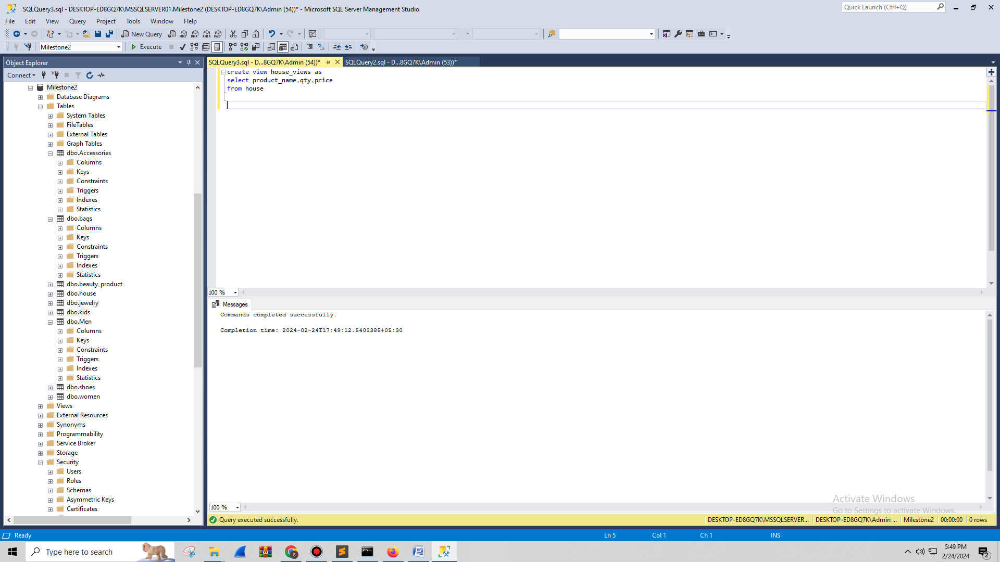 SQLQuery3.sql - DESKTOP-ED8GQ7K\MSSQLSERVER01.Milestone2 (DESKTOP-ED8GQ7K\Admin (54))* - Microsoft SQL Server Management Studio
Quick Launch (Ctrl+Q)
File Edit View Query Project Tools Window Help
New Query
MDX DMX XMLA DAX
Milestone2
Execute
Object Explorer
SQLQuery3.sql - D...8GQ7K\Admin (54))*
SQLQuery2.sql - D...8GQ7K\Admin (53))*
Connect
Milestone2
Database Diagrams
Tables
System Tables
FileTables
External Tables
Graph Tables
dbo.Accessories
Columns
Keys
Constraints
Triggers
Indexes
Statistics
dbo.bags
Columns
Keys
Constraints
Triggers
Indexes
Statistics
dbo.beauty_product
dbo.house
dbo.jewelry
dbo.kids
dbo.Men
Columns
Keys
Constraints
Triggers
Indexes
Statistics
dbo.shoes
dbo.women
Views
External Resources
Synonyms
Programmability
Service Broker
Storage
Security
Users
Roles
Schemas
Asymmetric Keys
Certificates
create view house_views as
select product_name,qty,price
from house
100 %
Messages
Commands completed successfully.
Completion time: 2024-02-24T17:49:12.5403385+05:30
100 %
Activate Windows
Go to Settings to activate Windows.
Query executed successfully.
DESKTOP-ED8GQ7K\MSSQLSERVER... DESKTOP-ED8GQ7K\Admin ... Milestone2 00:00:00 0 rows
Ready
Ln 5 Col 1 Ch 1 INS
Type here to search
5:49 PM
2/24/2024
2